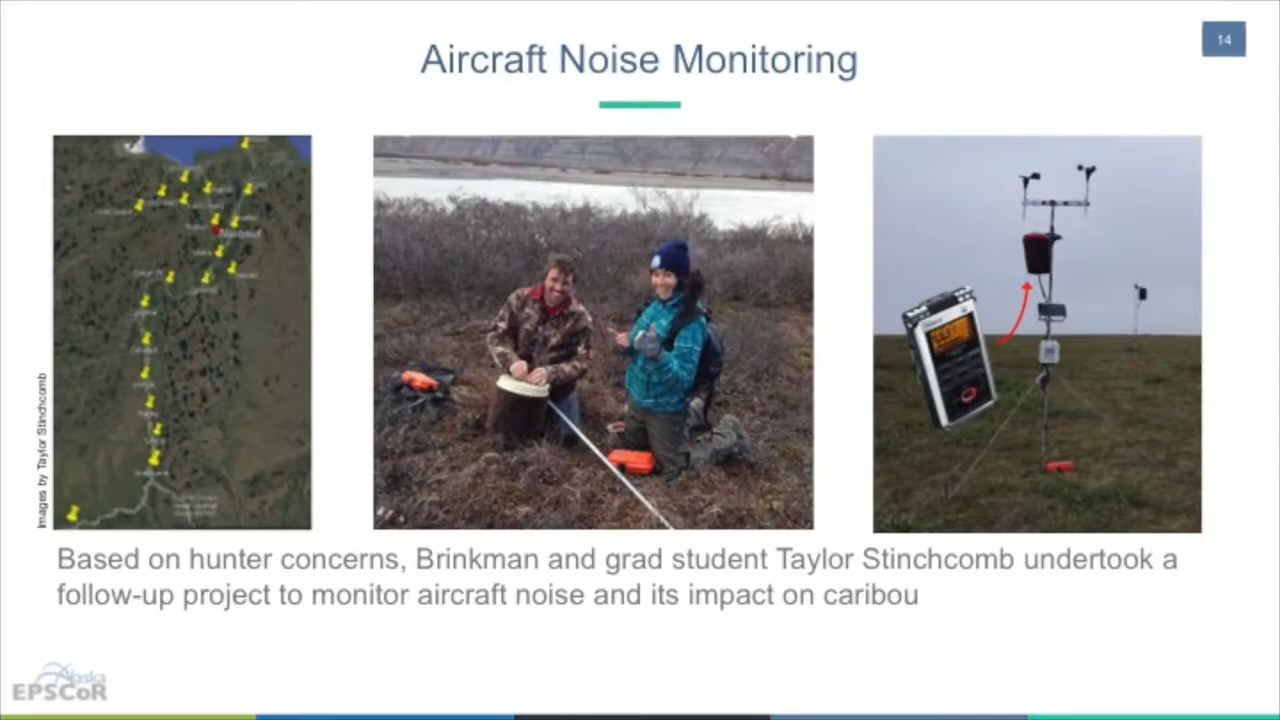 Aircraft Noise Monitoring
14
Images by Taylor Stinchcomb
Based on hunter concerns, Brinkman and grad student Taylor Stinchcomb undertook a
follow-up project to monitor aircraft noise and its impact on caribou
Alaska
EPSCoR